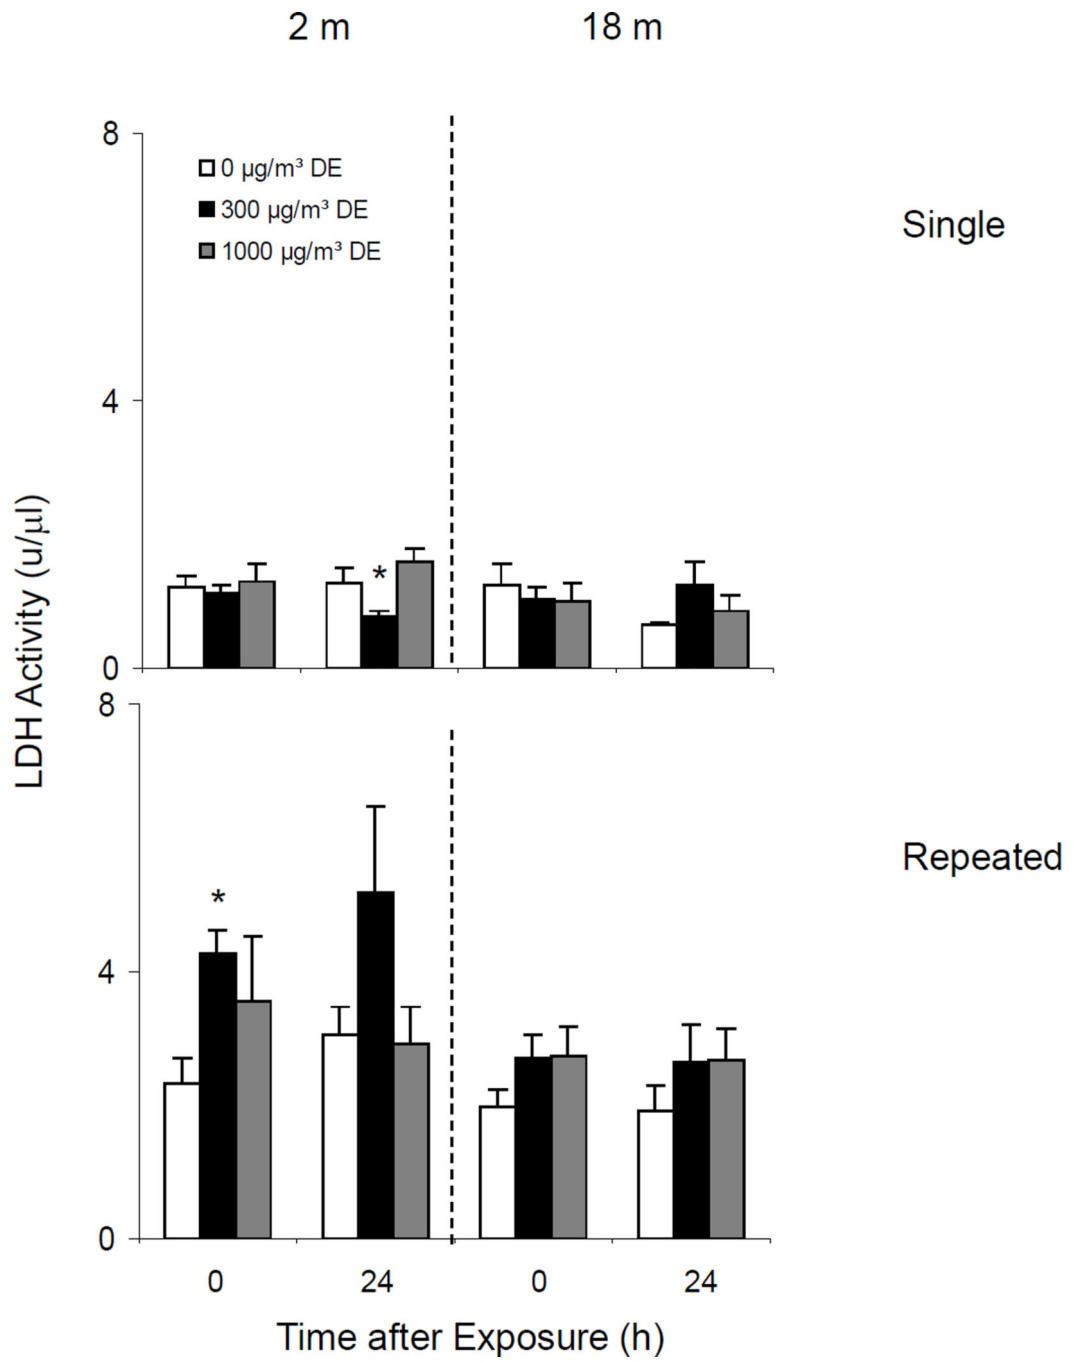 2 m 18 m
8
0 µg/m³ DE
300 µg/m³ DE
1000 µg/m³ DE
Single
4
*
0
LDH Activity (u/µl)
8
Repeated
*
4
0
0 24 0 24
Time after Exposure (h)